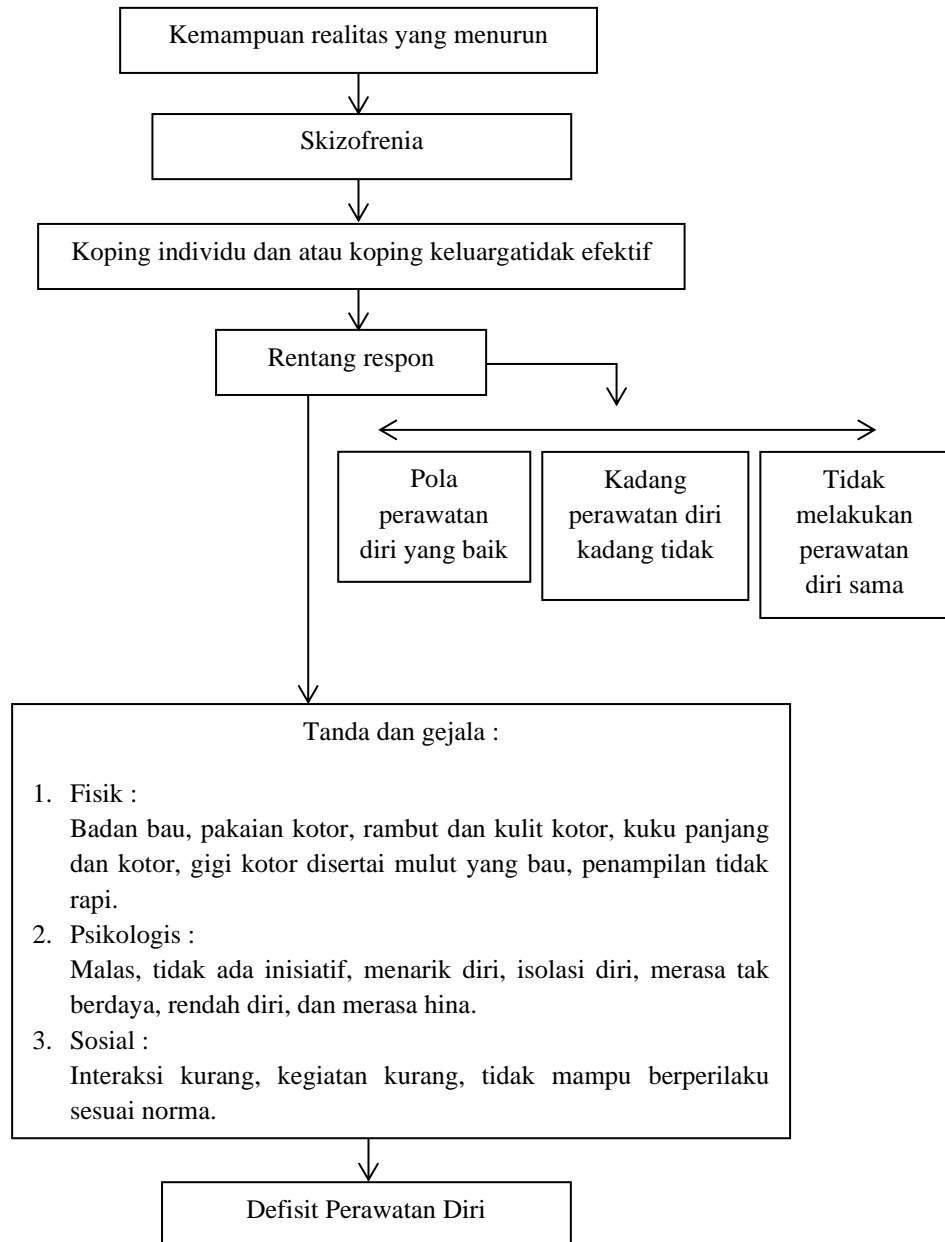 Kemampuan realitas yang menurun
Skizofrenia
Koping individu dan atau koping keluargatidak efektif
Rentang respon
Pola
perawatan
diri yang baik
Kadang
perawatan diri
kadang tidak
Tidak
melakukan
perawatan
diri sama
Tanda dan gejala :
1. Fisik :
Badan bau, pakaian kotor, rambut dan kulit kotor, kuku panjang
dan kotor, gigi kotor disertai mulut yang bau, penampilan tidak
rapi.
2. Psikologis :
Malas, tidak ada inisiatif, menarik diri, isolasi diri, merasa tak
berdaya, rendah diri, dan merasa hina.
3. Sosial :
Interaksi kurang, kegiatan kurang, tidak mampu berperilaku
sesuai norma.
Defisit Perawatan Diri